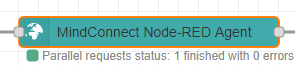 MindConnect Node-RED Agent
Parallel requests status: 1 finished with 0 errors